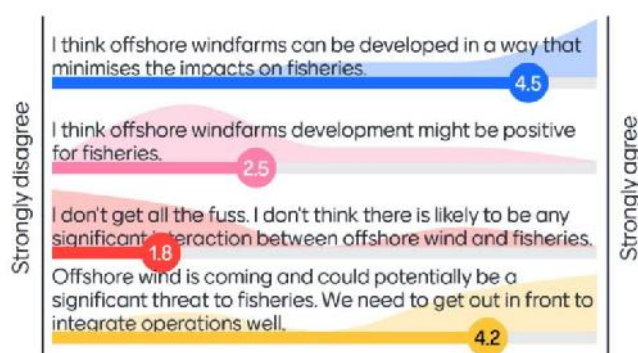 Strongly disagree
I think offshore windfarms can be developed in a way that
minimises the impacts on fisheries.
4.5
I think offshore windfarms development might be positive
for fisheries.
2.5
I don't get all the fuss. I don't think there is likely to be any
significant interaction between offshore wind and fisheries.
1.8
Offshore wind is coming and could potentially be a
significant threat to fisheries. We need to get out in front to
integrate operations well.
4.2
Strongly agree